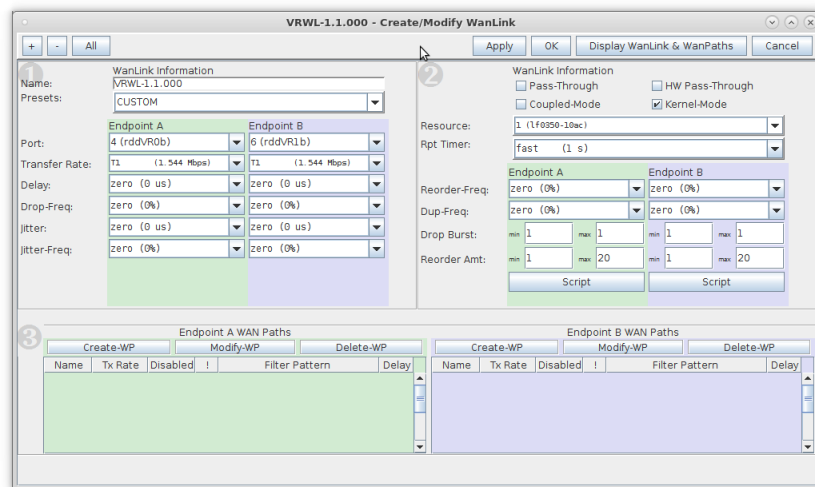 VRWL-1.1.000 - Create/Modify WanLink
+ - All Apply OK Display WanLink & WanPaths Cancel
1
WanLink Information
Name: VRWL-1.1.000
Presets: CUSTOM
Endpoint A Endpoint B
Port: 4 (rddVR0b) 6 (rddVR1b)
Transfer Rate: T1 (1.544 Mbps) T1 (1.544 Mbps)
Delay: zero (0 us) zero (0 us)
Drop-Freq: zero (0%) zero (0%)
Jitter: zero (0 us) zero (0 us)
Jitter-Freq: zero (0%) zero (0%)
2
WanLink Information
Pass-Through HW Pass-Through
Coupled-Mode Kernel-Mode
Resource: 1 (lf0350-10ac)
Rpt Timer: fast (1 s)
Endpoint A Endpoint B
Reorder-Freq: zero (0%) zero (0%)
Dup-Freq: zero (0%) zero (0%)
Drop Burst: min 1 max 1 min 1 max 1
Reorder Amt: min 1 max 20 min 1 max 20
Script Script
3
Endpoint A WAN Paths
Create-WP Modify-WP Delete-WP
Name Tx Rate Disabled ! Filter Pattern Delay
Endpoint B WAN Paths
Create-WP Modify-WP Delete-WP
Name Tx Rate Disabled ! Filter Pattern Delay